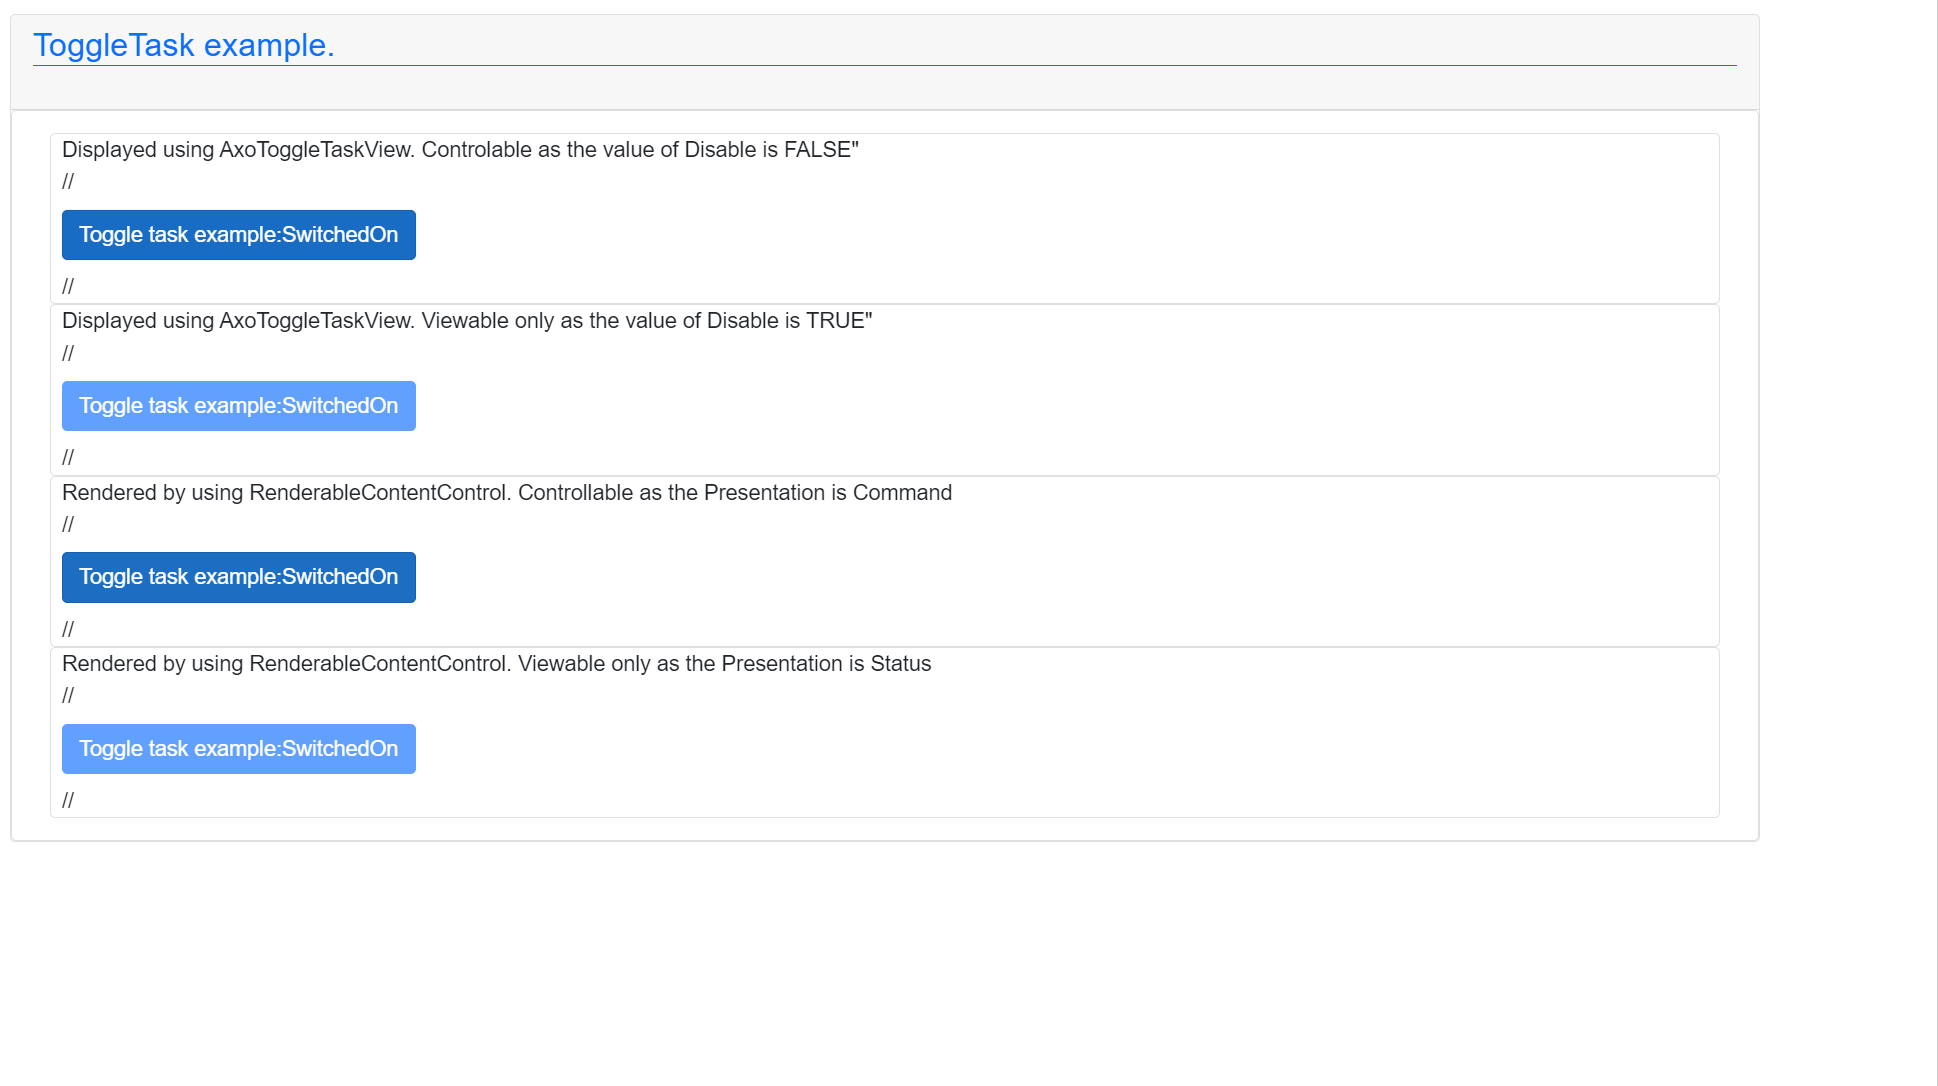 ToggleTask example.
Displayed using AxoToggleTaskView. Controlable as the value of Disable is FALSE"
//
Toggle task example:SwitchedOn
//
Displayed using AxoToggleTaskView. Viewable only as the value of Disable is TRUE"
//
Toggle task example:SwitchedOn
//
Rendered by using RenderableContentControl. Controllable as the Presentation is Command
//
Toggle task example:SwitchedOn
//
Rendered by using RenderableContentControl. Viewable only as the Presentation is Status
//
Toggle task example:SwitchedOn
//